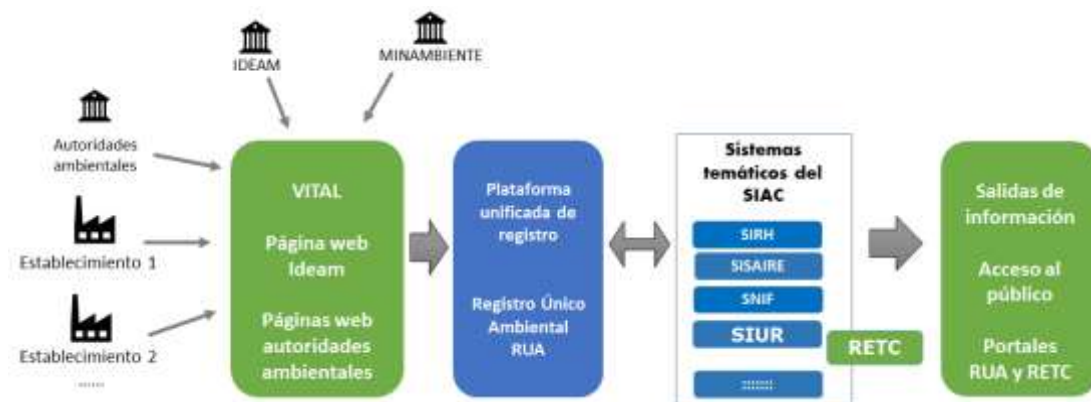 IDEAM
MINAMBIENTE
Autoridades
ambientales
Establecimiento 1
Establecimiento 2
......
VITAL
Página web
Ideam
Páginas web
autoridades
ambientales
Plataforma
unificada de
registro
Registro Único
Ambiental
RUA
Sistemas
temáticos del
SIAC
SIRH
SISAIRE
SNIF
SIUR
RETC
Salidas de
información
Acceso al
público
Portales
RUA y RETC